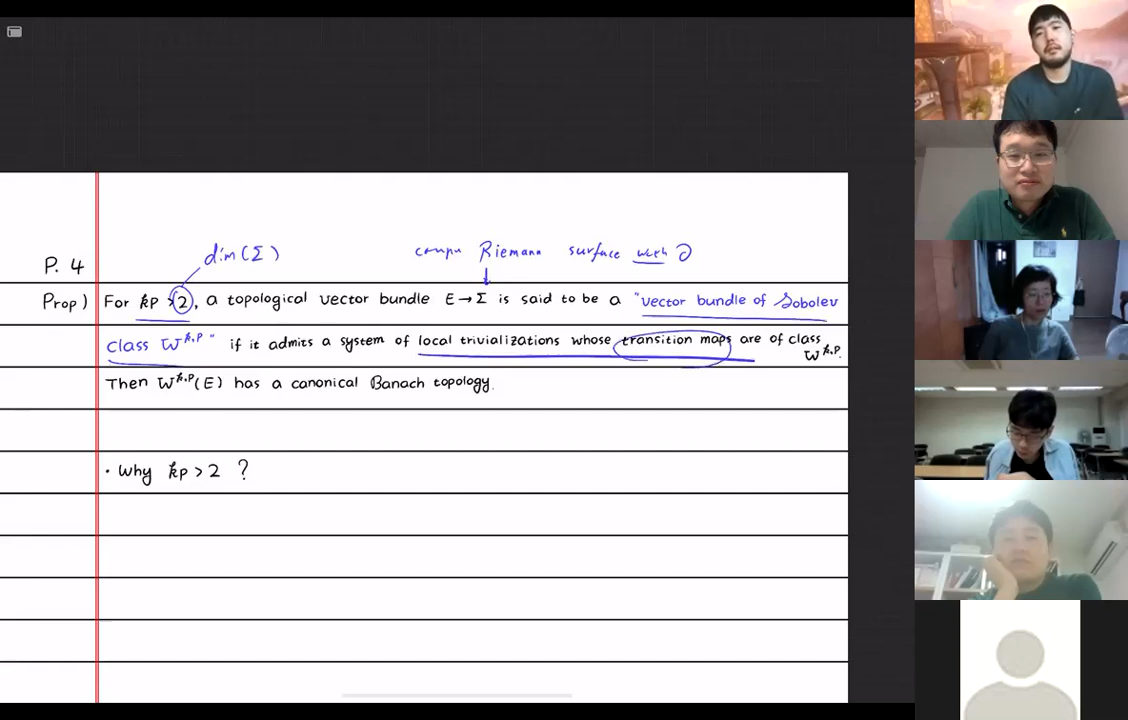 dim(Σ)
compa Riemann surface with ∂
P. 4
Prop) For kp > 2, a topological vector bundle E → Σ is said to be a "vector bundle of Sobolev
class W^{k,p}" if it admits a system of local trivializations whose transition maps are of class
W^{k,p}.
Then W^{k,p}(E) has a canonical Banach topology.
· Why kp > 2 ?